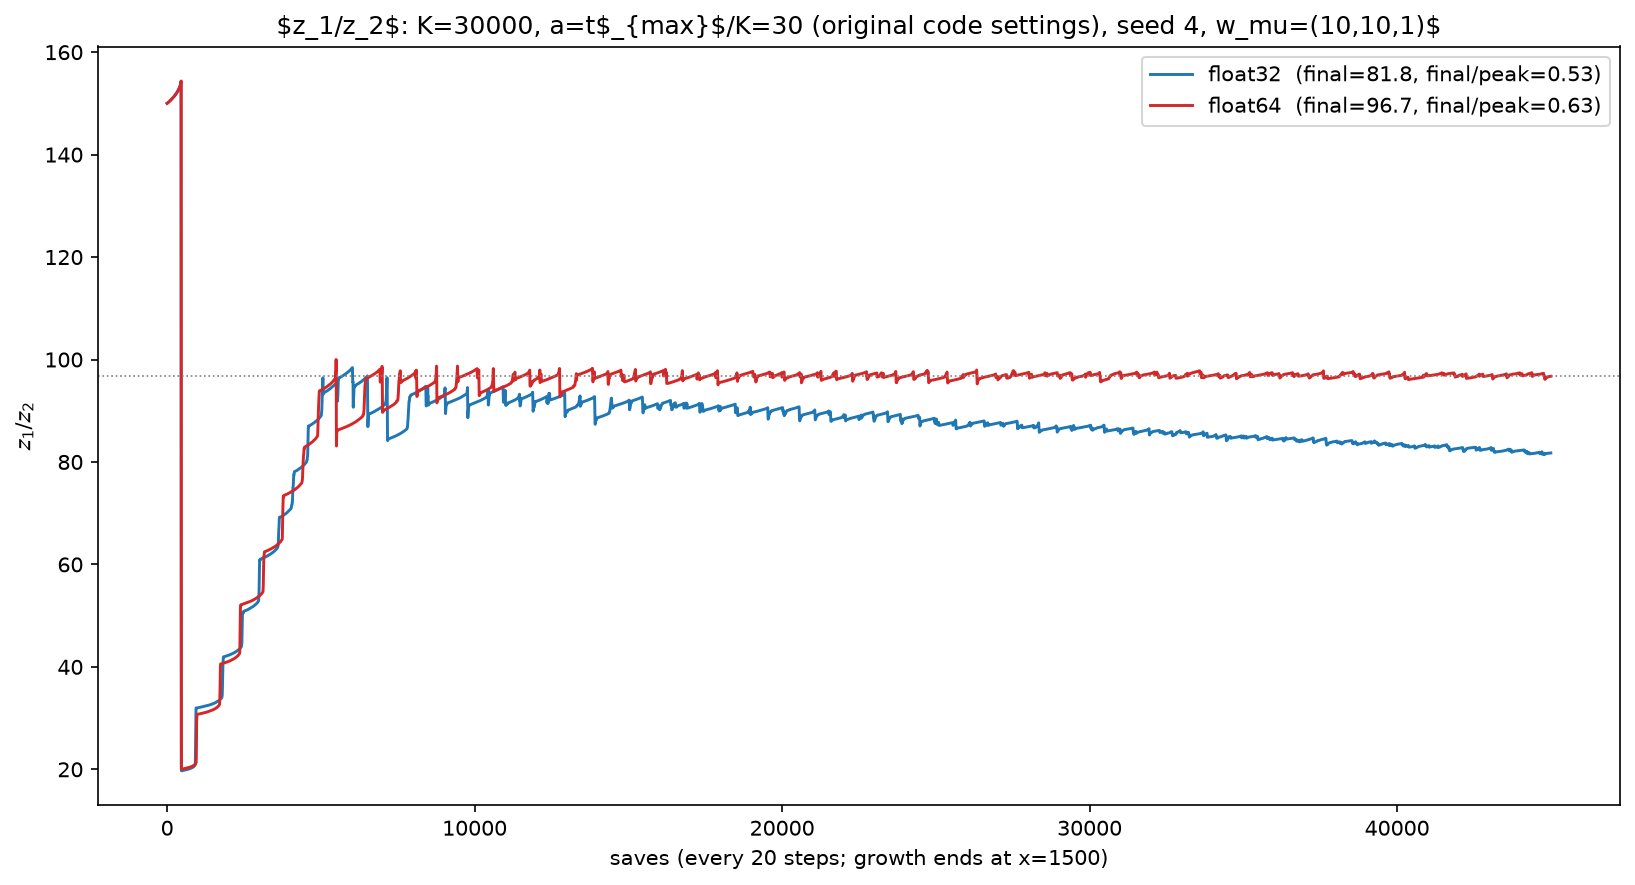 $z_1/z_2$: K=30000, a=t$_{max}$/K=30 (original code settings), seed 4, w_mu=(10,10,1)$
float32 (final=81.8, final/peak=0.53)
float64 (final=96.7, final/peak=0.63)
160
140
120
100
80
60
40
20
z₁/z₂
0
10000
20000
30000
40000
saves (every 20 steps; growth ends at x=1500)